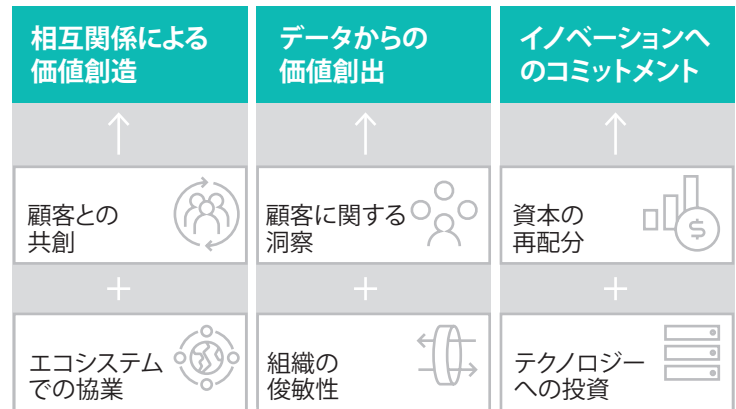 相互関係による
価値創造
データからの
価値創出
イノベーションへ
のコミットメント
顧客との
共創
顧客に関する
洞察
資本の
再配分
$
エコシステム
での協業
組織の
俊敏性
テクノロジー
への投資